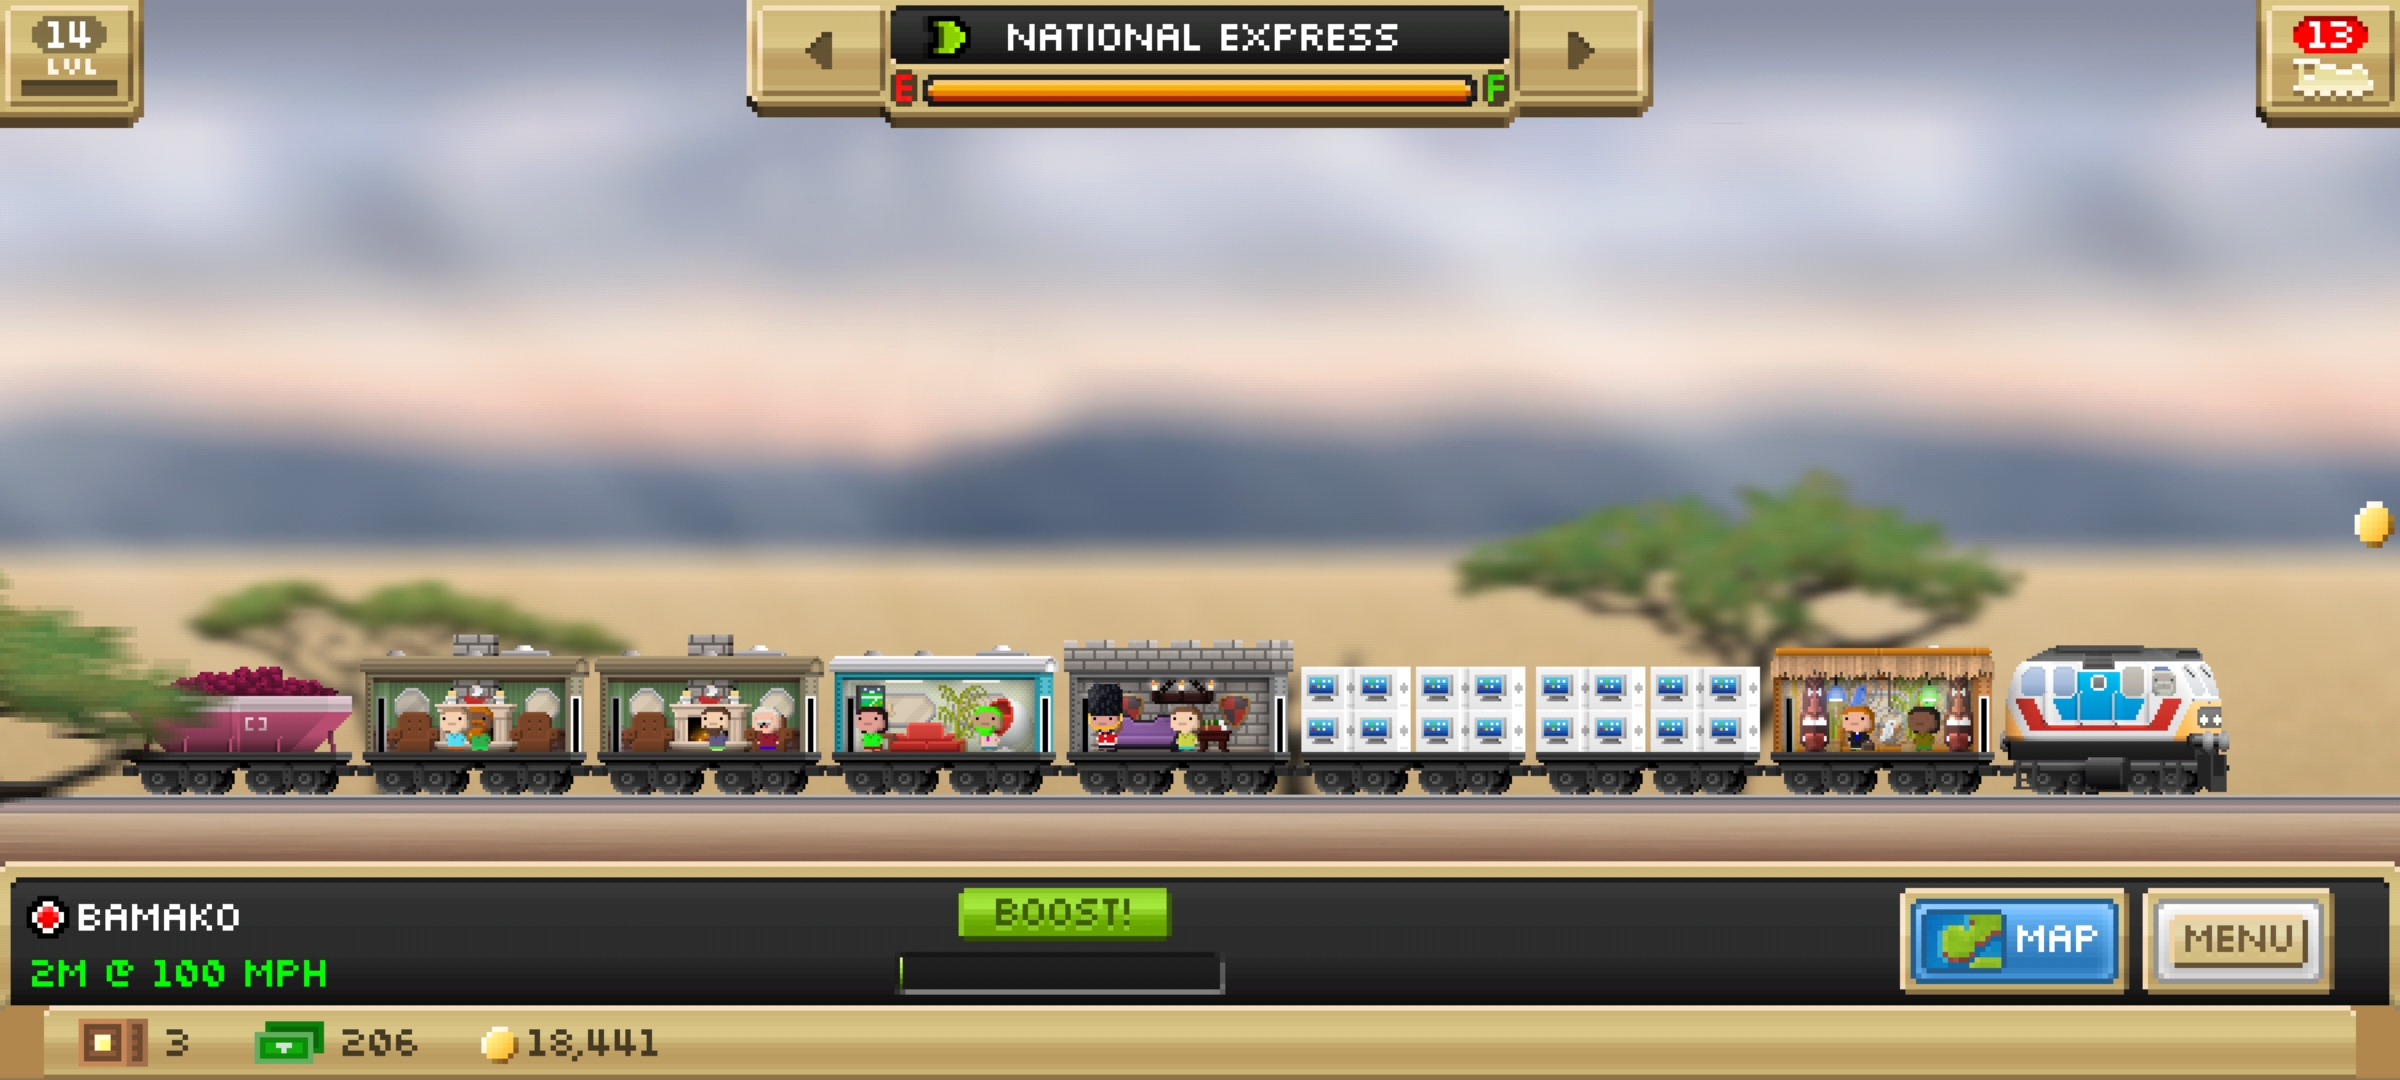 14
LVL
NATIONAL EXPRESS
E F
13
BAMAKO
2M @ 100 MPH
BOOST!
MAP
MENU
3
206
18,441